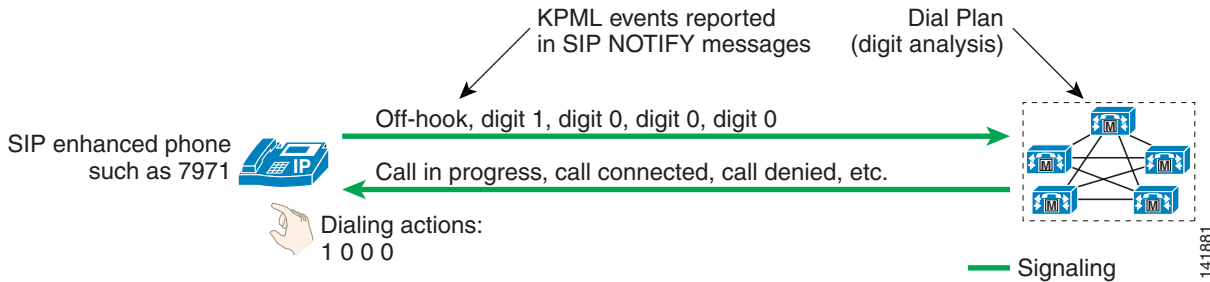 KPML events reported
in SIP NOTIFY messages
Dial Plan
(digit analysis)
Off-hook, digit 1, digit 0, digit 0, digit 0
SIP enhanced phone
such as 7971
IP
Call in progress, call connected, call denied, etc.
M
M
M
M
M
Dialing actions:
1 0 0 0
Signaling
141881